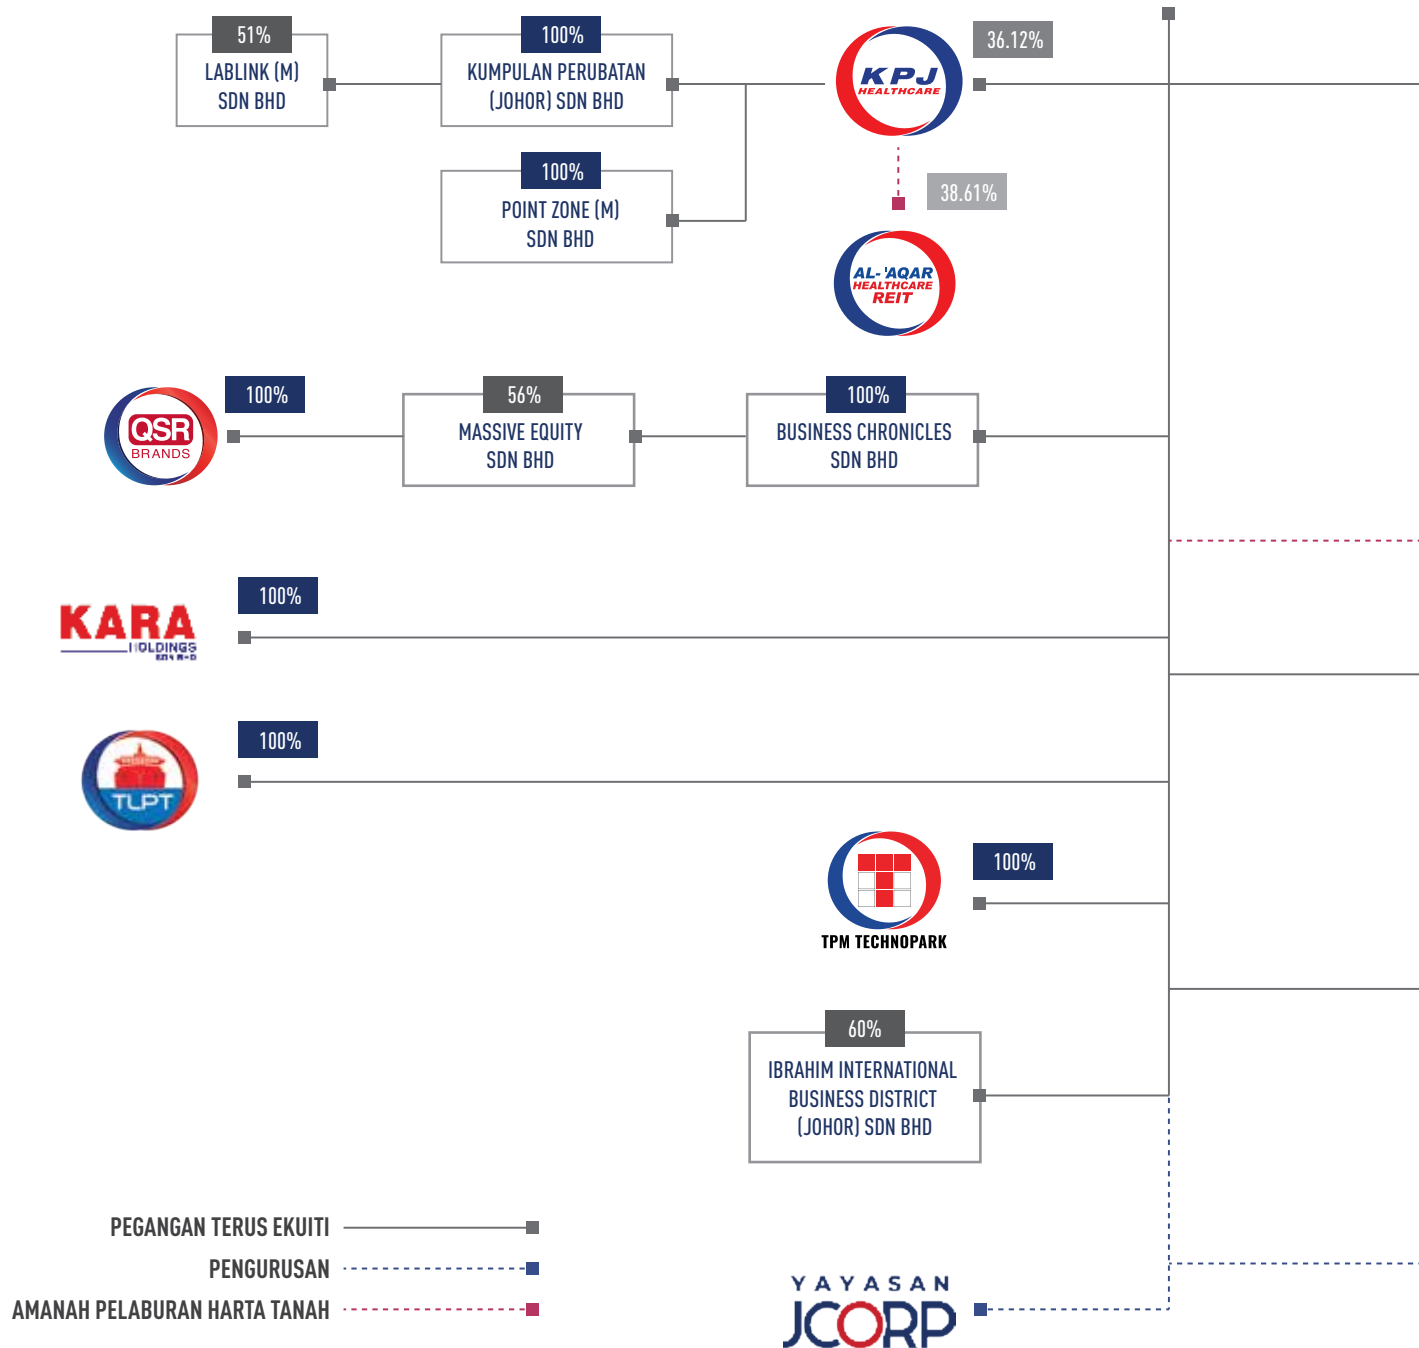 51%
LABLINK (M)
SDN BHD
100%
KUMPULAN PERUBATAN
(JOHOR) SDN BHD
KPJ
HEALTHCARE
36.12%
100%
POINT ZONE (M)
SDN BHD
38.61%
AL-'AQAR
HEALTHCARE
REIT
QSR
BRANDS
100%
56%
MASSIVE EQUITY
SDN BHD
100%
BUSINESS CHRONICLES
SDN BHD
KARA
HOLDINGS
100%
TLPT
100%
TPM TECHNOPARK
100%
60%
IBRAHIM INTERNATIONAL
BUSINESS DISTRICT
(JOHOR) SDN BHD
PEGANGAN TERUS EKUITI
PENGURUSAN
AMANAH PELABURAN HARTA TANAH
YAYASAN
JCORP